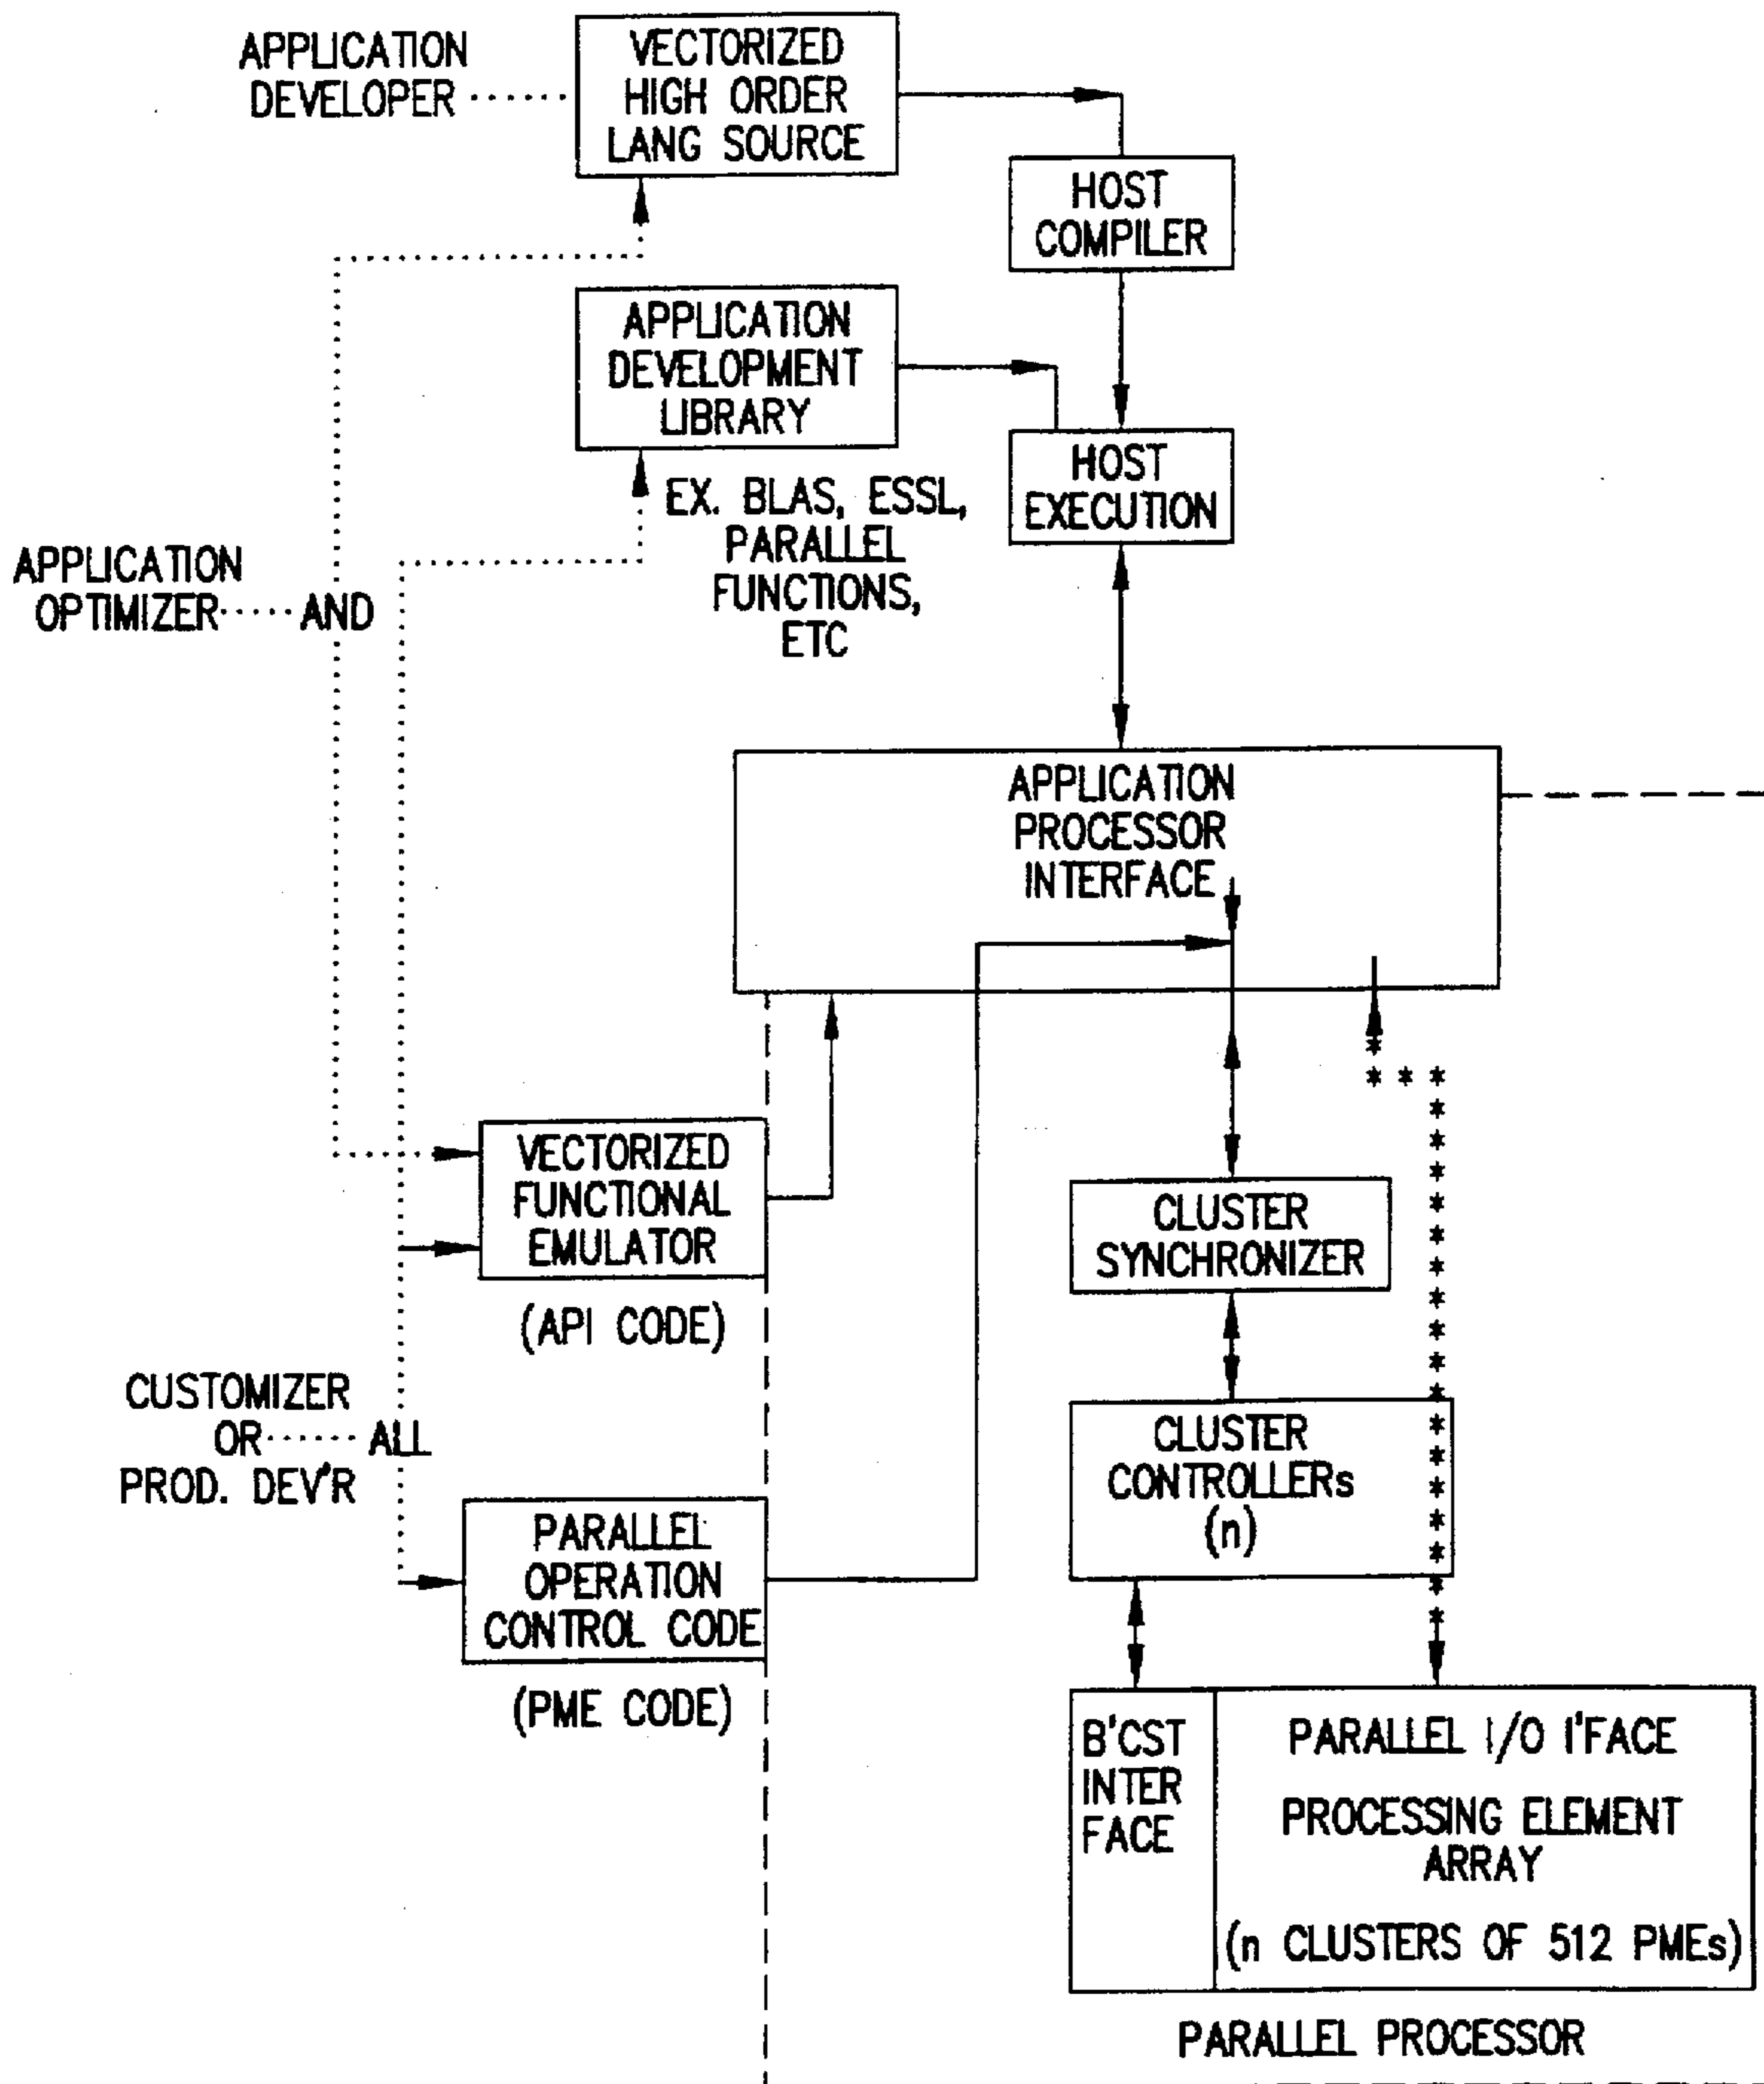 APPLICATION
DEVELOPER
VECTORIZED
HIGH ORDER
LANG SOURCE
HOST
COMPILER
APPLICATION
DEVELOPMENT
LIBRARY
HOST
EXECUTION
EX. BLAS, ESSL,
PARALLEL
FUNCTIONS,
ETC
APPLICATION
OPTIMIZER
AND
APPLICATION
PROCESSOR
INTERFACE
VECTORIZED
FUNCTIONAL
EMULATOR
(API CODE)
CLUSTER
SYNCHRONIZER
CUSTOMIZER
OR
PROD. DEV'R
ALL
CLUSTER
CONTROLLERs
(n)
PARALLEL
OPERATION
CONTROL CODE
(PME CODE)
B'CST
INTER
FACE
PARALLEL I/O I'FACE
PROCESSING ELEMENT
ARRAY
(n CLUSTERS OF 512 PMEs)
PARALLEL PROCESSOR